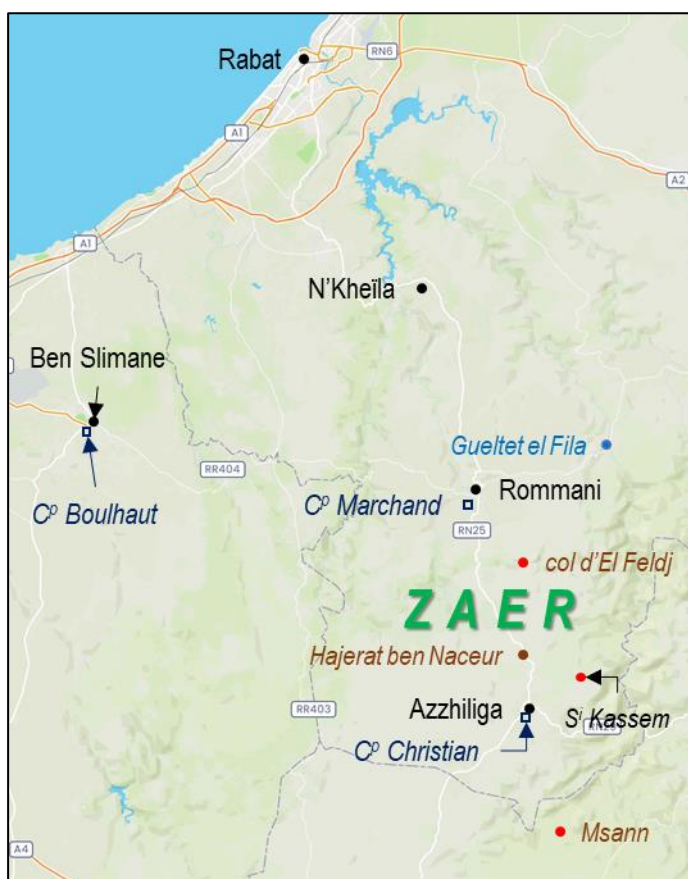 Rabat
RN6
A1
A2
A1
N'Kheïla
Ben Slimane
Gueltet el Fila
RR404
Cᵖ Boulhaut
Cᵖ Marchand
Rommani
RN25
col d'El Feldj
ZAER
Hajerat ben Naceur
RR403
Azzhiliga
Sⁱ Kassem
Cᵖ Christian
Msann
A4